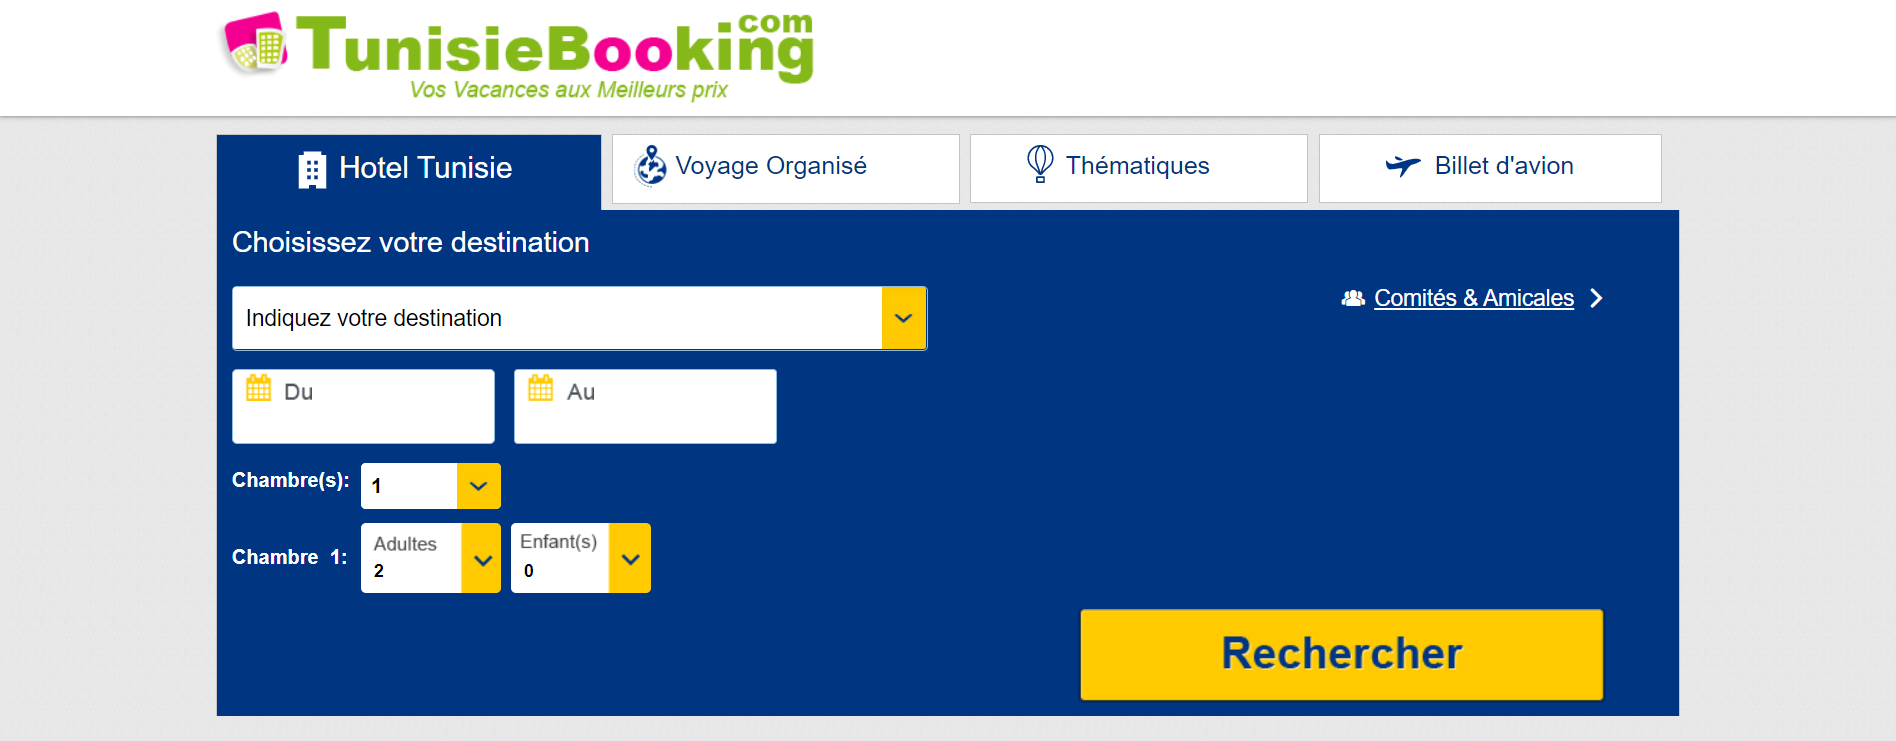 TunisieBooking.com
Vos Vacances aux Meilleurs prix
Hotel Tunisie
Voyage Organisé
Thématiques
Billet d'avion
Choisissez votre destination
Indiquez votre destination
Comités & Amicales
Du
Au
Chambre(s):
1
Chambre 1:
Adultes
2
Enfant(s)
0
Rechercher